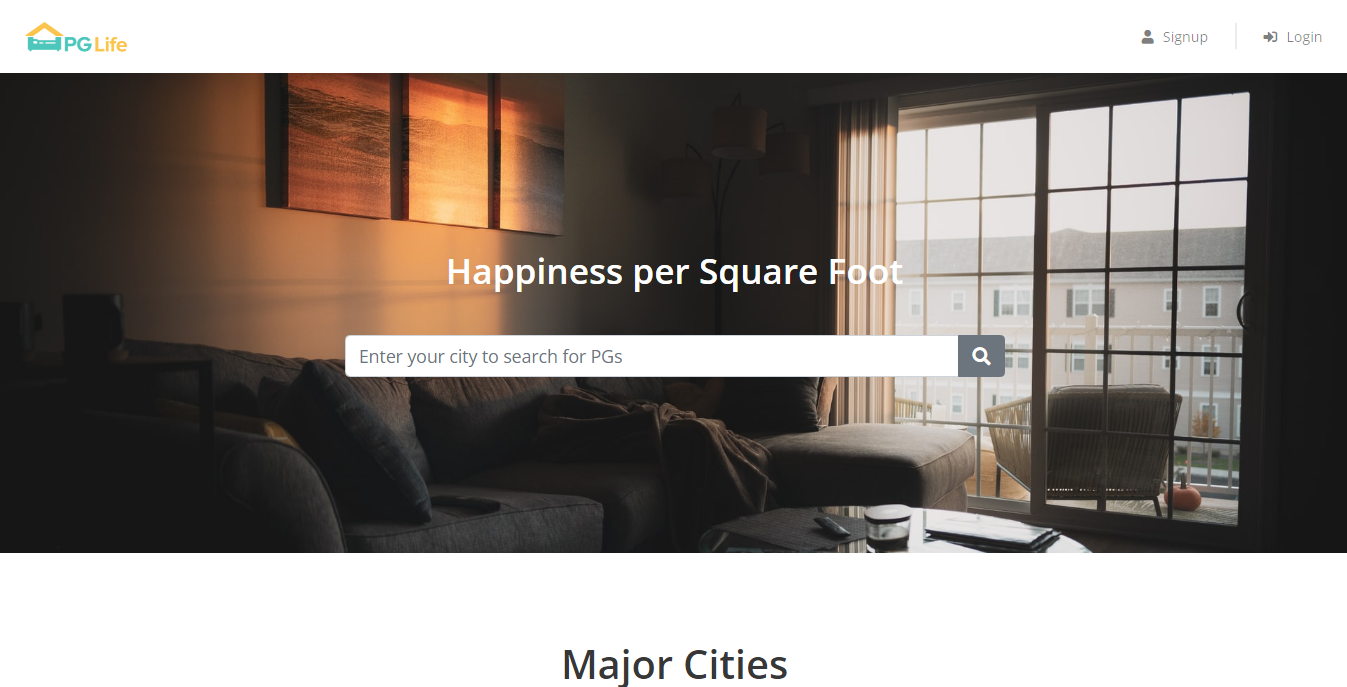 PG Life
Signup
Login
Happiness per Square Foot
Enter your city to search for PGs
Major Cities